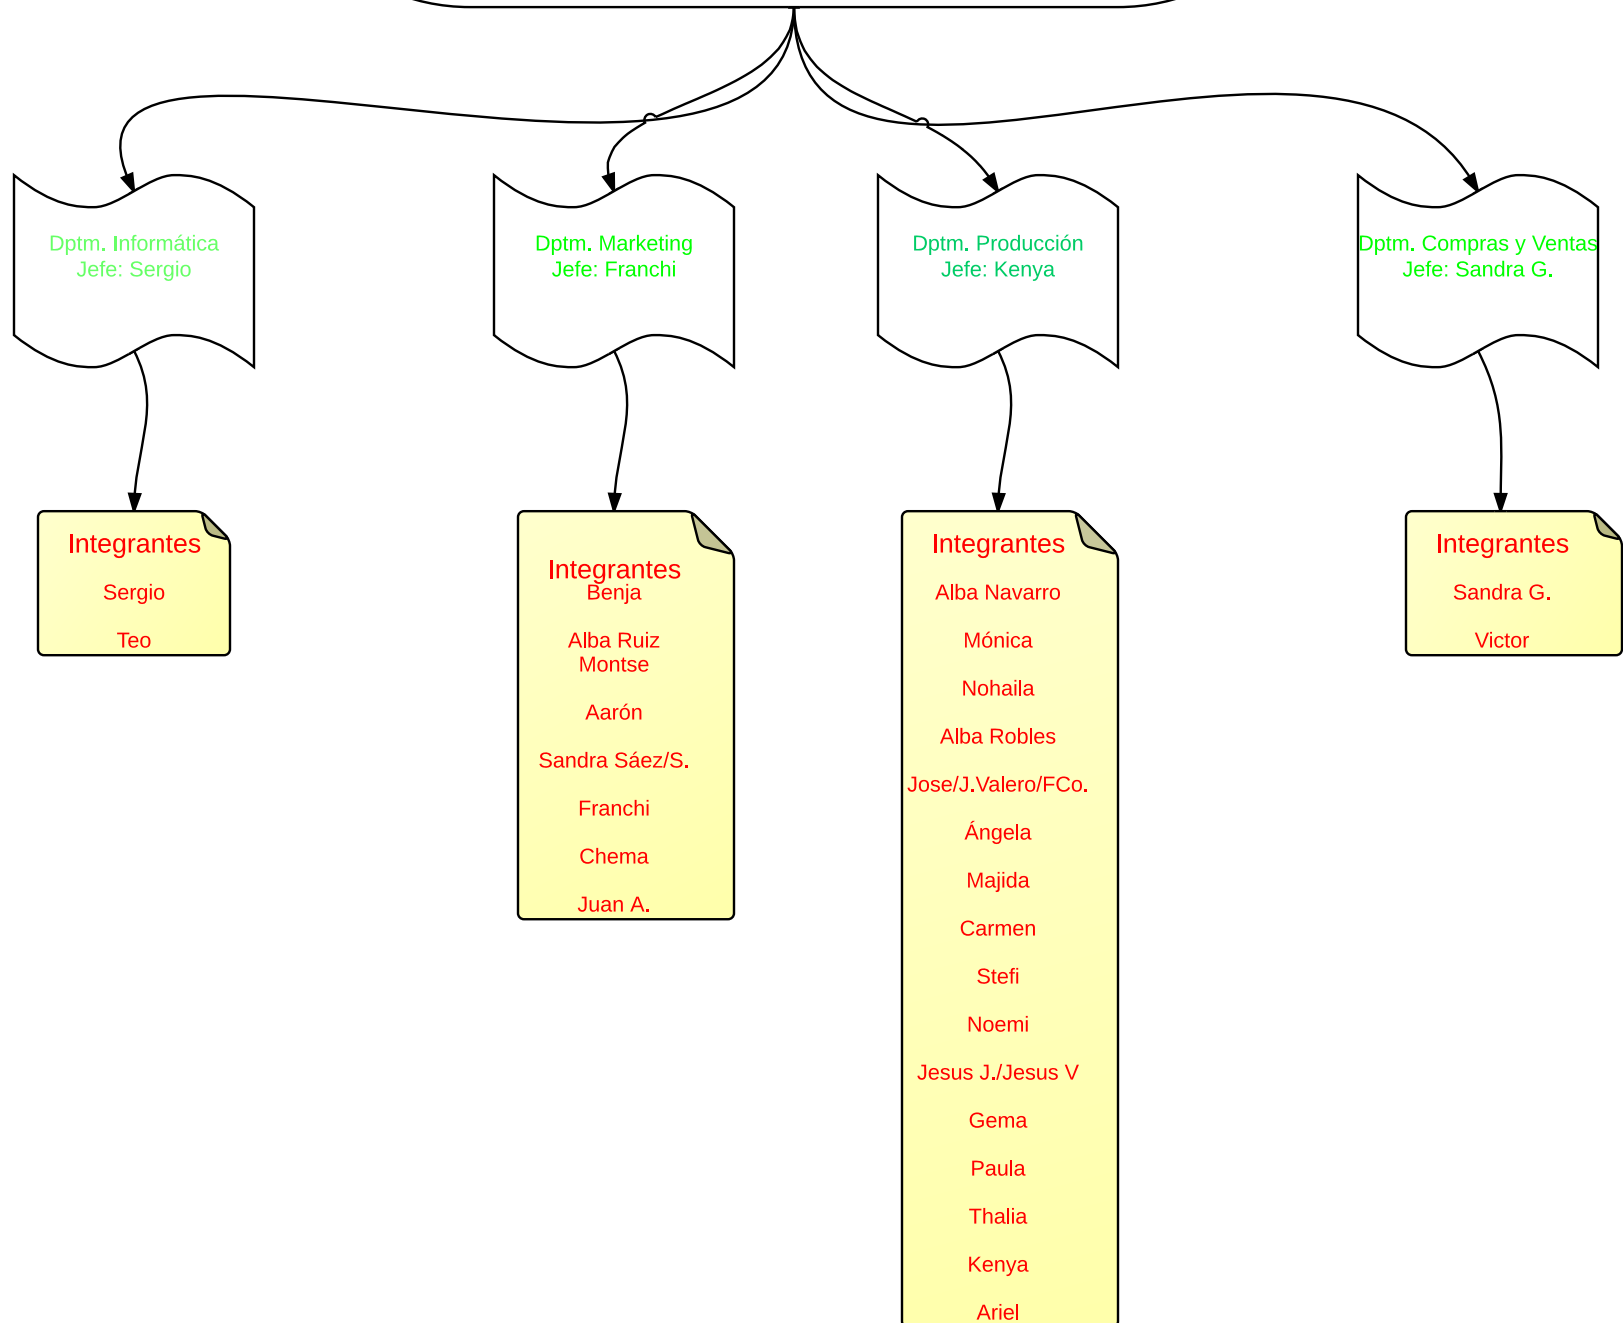 Dptm. Informática
Jefe: Sergio
Dptm. Marketing
Jefe: Franchi
Dptm. Producción
Jefe: Kenya
Dptm. Compras y Ventas
Jefe: Sandra G.
Integrantes
Sergio
Teo
Integrantes
Benja
Alba Ruiz
Montse
Aarón
Sandra Sáez/S.
Franchi
Chema
Juan A.
Integrantes
Alba Navarro
Mónica
Nohaila
Alba Robles
Jose/J.Valero/FCo.
Ángela
Majida
Carmen
Stefi
Noemi
Jesus J./Jesus V
Gema
Paula
Thalia
Kenya
Ariel
Integrantes
Sandra G.
Victor